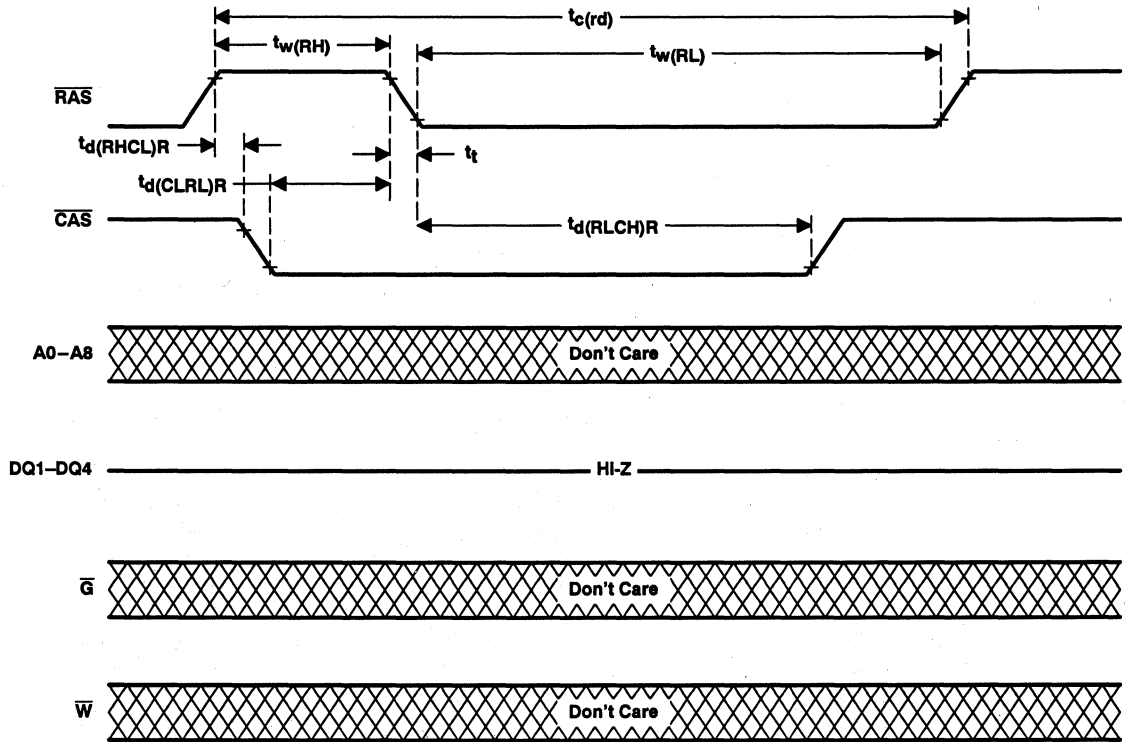 tc(rd)
tw(RH)
tw(RL)
RAS
td(RHCL)R
tt
td(CLRL)R
CAS
td(RLCH)R
A0–A8
Don't Care
DQ1–DQ4
HI-Z
G
Don't Care
W
Don't Care